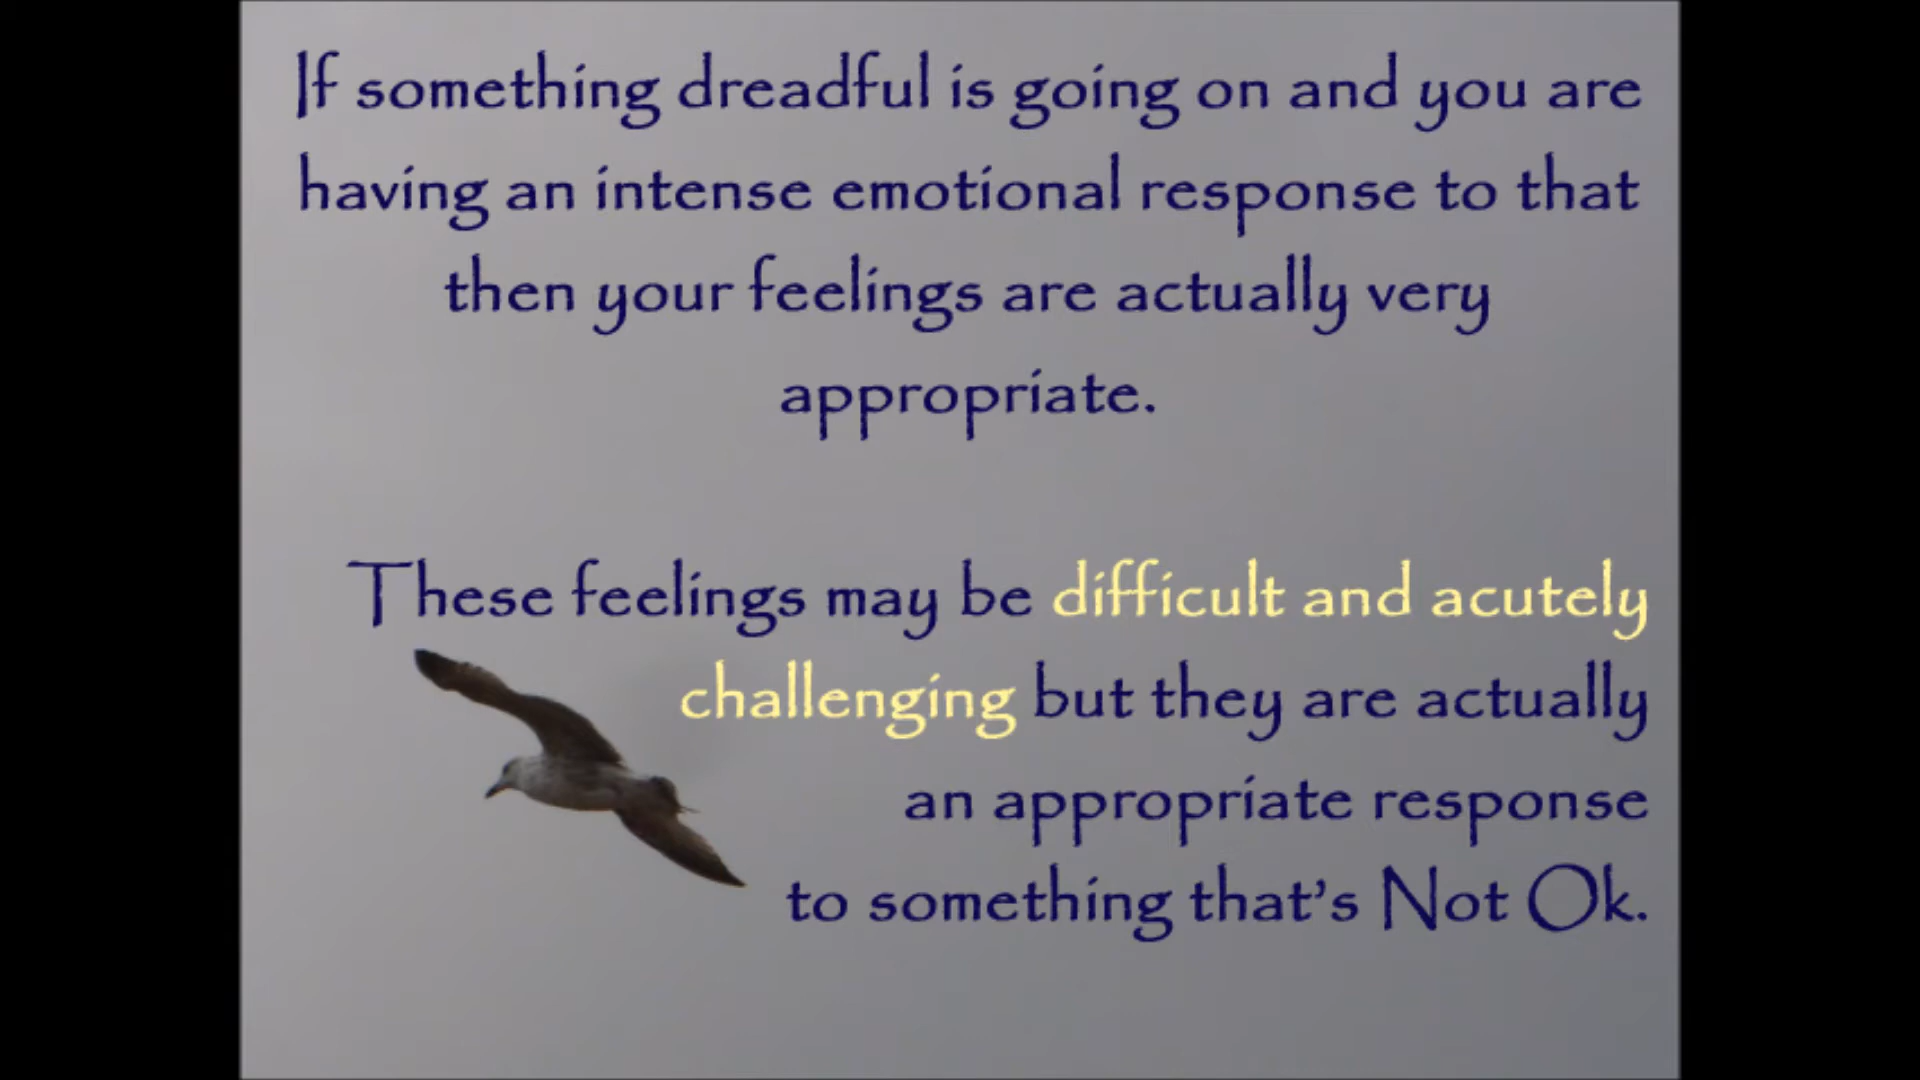 If something dreadful is going on and you are
having an intense emotional response to that
then your feelings are actually very
appropriate.
These feelings may be difficult and acutely
challenging but they are actually
an appropriate response
to something that's Not Ok.